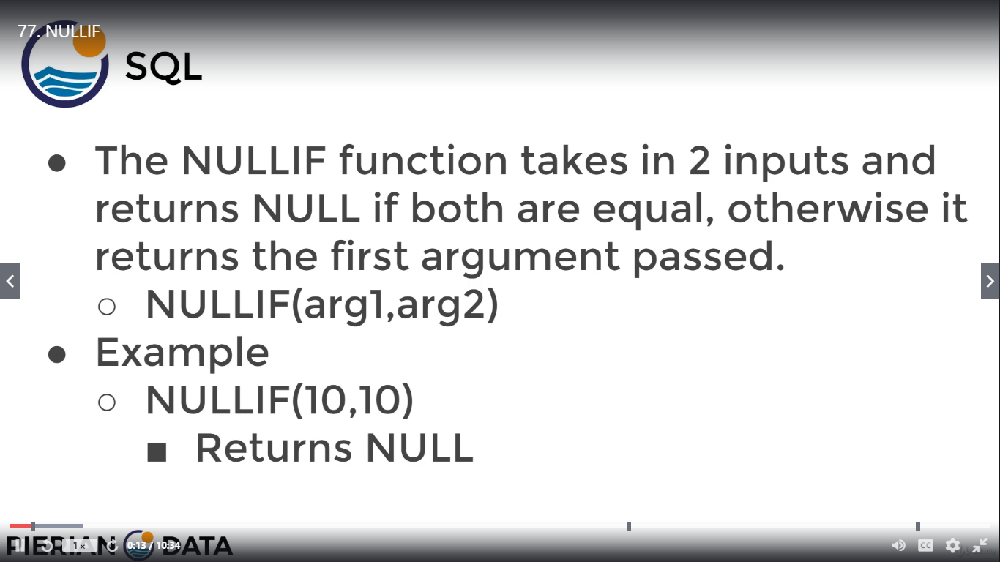 77. NULLIF
SQL
● The NULLIF function takes in 2 inputs and
returns NULL if both are equal, otherwise it
returns the first argument passed.
○ NULLIF(arg1,arg2)
● Example
○ NULLIF(10,10)
■ Returns NULL
PIERIAN DATA
1x
0:13 / 10:34
CC